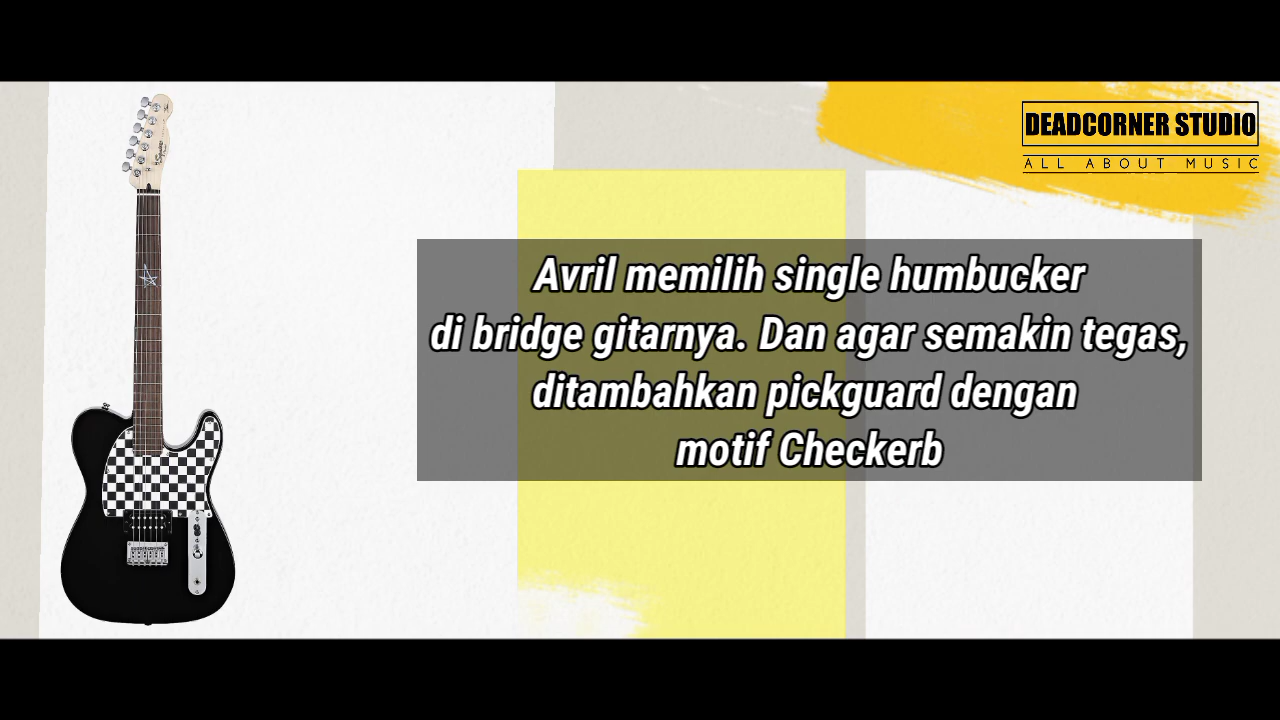 DEADCORNER STUDIO
ALL ABOUT MUSIC
Avril memilih single humbucker
di bridge gitarnya. Dan agar semakin tegas,
ditambahkan pickguard dengan
motif Checkerb